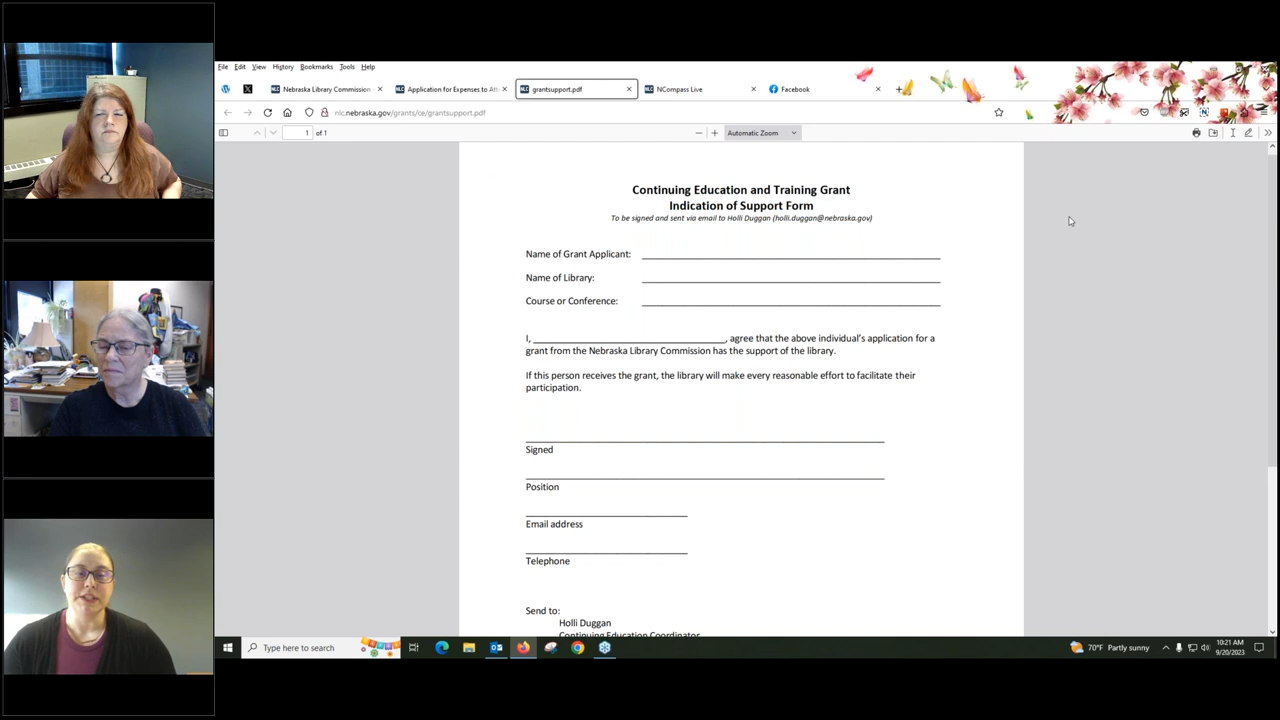 File Edit View History Bookmarks Tools Help
Nebraska Library Commission -
Application for Expenses to Att
grantsupport.pdf
NCompass Live
Facebook
nlc.nebraska.gov/grants/ce/grantsupport.pdf
1 of 1
Automatic Zoom
Continuing Education and Training Grant
Indication of Support Form
To be signed and sent via email to Holli Duggan (holli.duggan@nebraska.gov)
Name of Grant Applicant:
Name of Library:
Course or Conference:
I, ____________________________, agree that the above individual's application for a
grant from the Nebraska Library Commission has the support of the library.
If this person receives the grant, the library will make every reasonable effort to facilitate their
participation.
Signed
Position
Email address
Telephone
Send to:
Holli Duggan
Continuing Education Coordinator
Type here to search
70°F Partly sunny
10:21 AM
9/20/2023